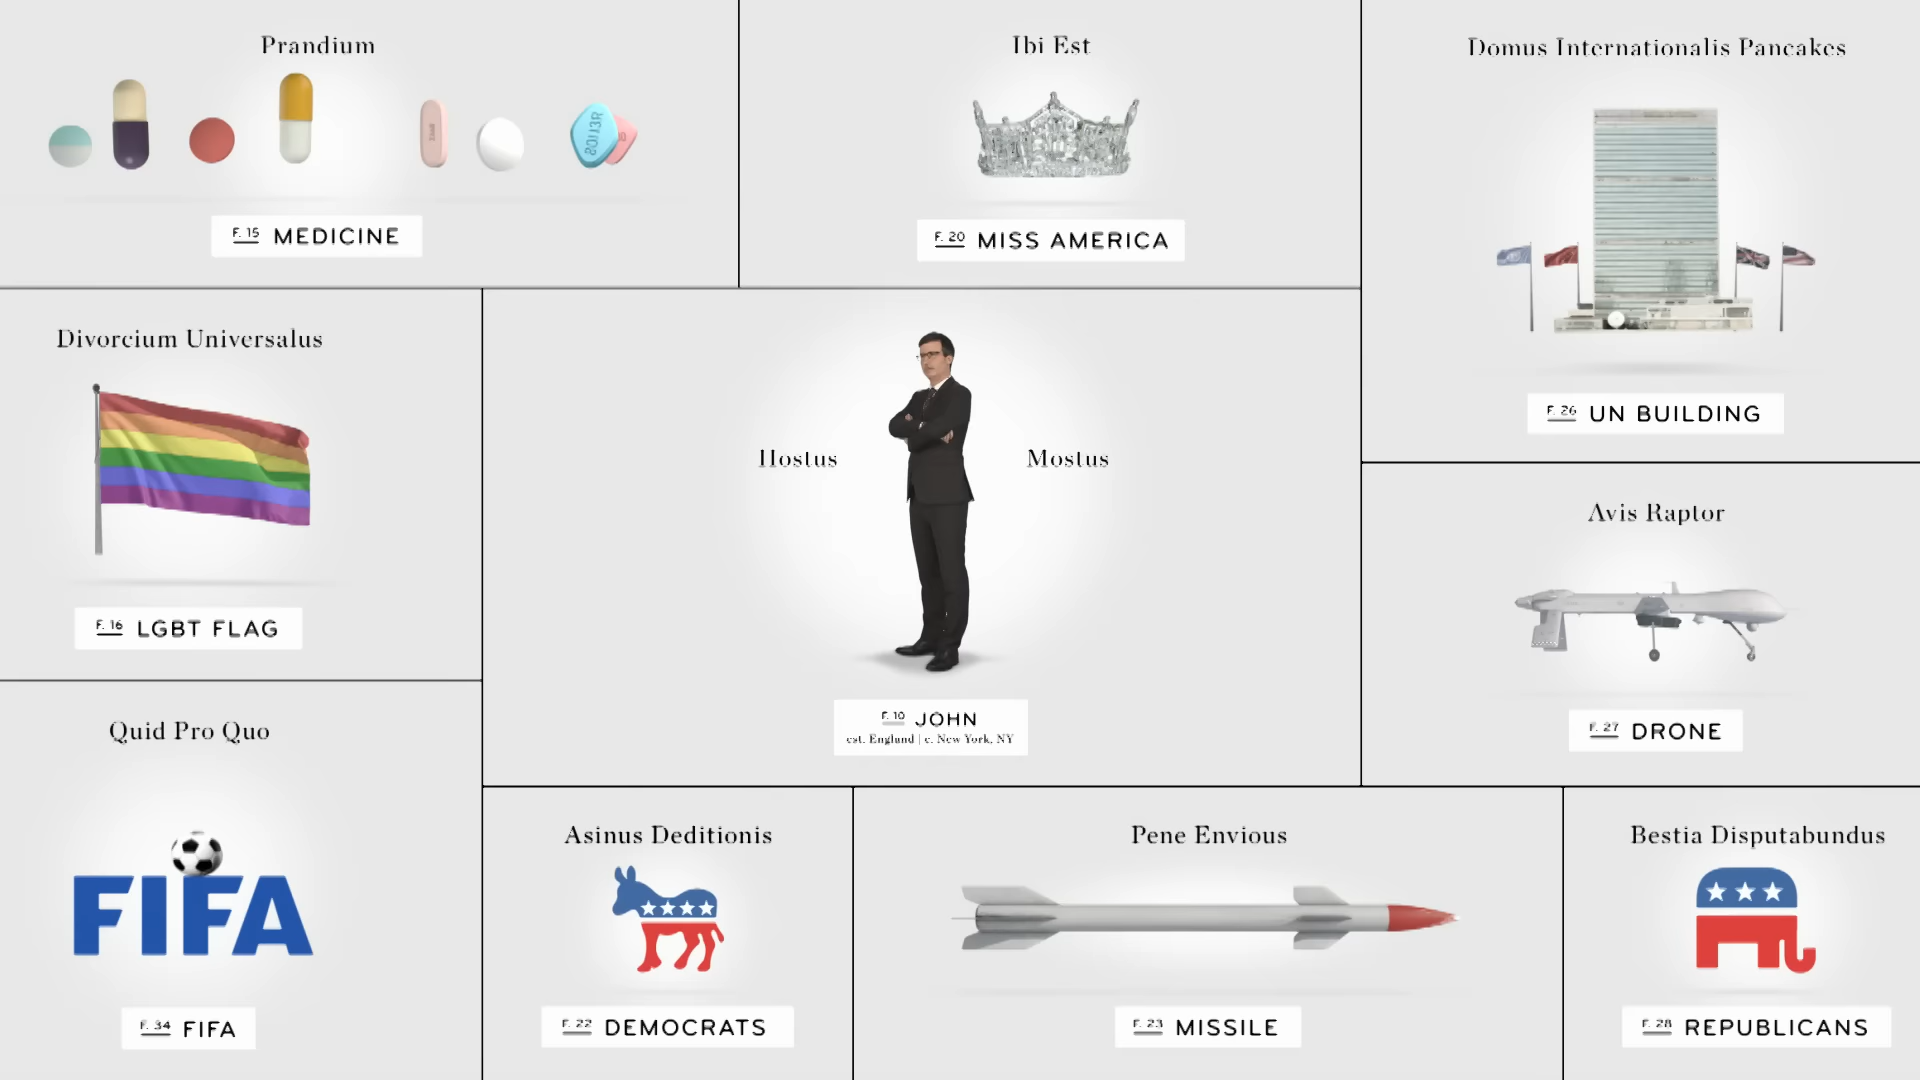 Prandium
F. 15 MEDICINE
Ibi Est
F. 20 MISS AMERICA
Domus Internationalis Pancakes
F. 26 UN BUILDING
Divorcium Universalus
F. 16 LGBT FLAG
Hostus
Mostus
F. 10 JOHN
est. England | c. New York, NY
Avis Raptor
F. 27 DRONE
Quid Pro Quo
FIFA
F. 34 FIFA
Asinus Deditionis
F. 22 DEMOCRATS
Pene Envious
F. 23 MISSILE
Bestia Disputabundus
F. 28 REPUBLICANS